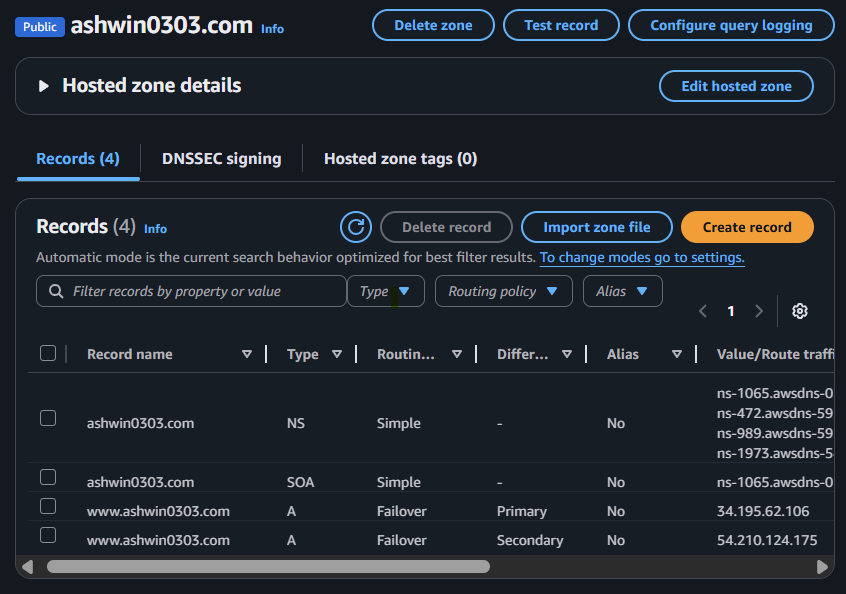 Public ashwin0303.com Info Delete zone Test record Configure query logging
Hosted zone details Edit hosted zone
Records (4) DNSSEC signing Hosted zone tags (0)
Records (4) Info Delete record Import zone file Create record
Automatic mode is the current search behavior optimized for best filter results. To change modes go to settings.
Filter records by property or value Type Routing policy Alias
1
Record name Type Routin... Differ... Alias Value/Route traffi
ns-1065.awsdns-0
ns-472.awsdns-59
ashwin0303.com NS Simple - No
ns-989.awsdns-59
ns-1973.awsdns-5
ashwin0303.com SOA Simple - No ns-1065.awsdns-0
www.ashwin0303.com A Failover Primary No 34.195.62.106
www.ashwin0303.com A Failover Secondary No 54.210.124.175